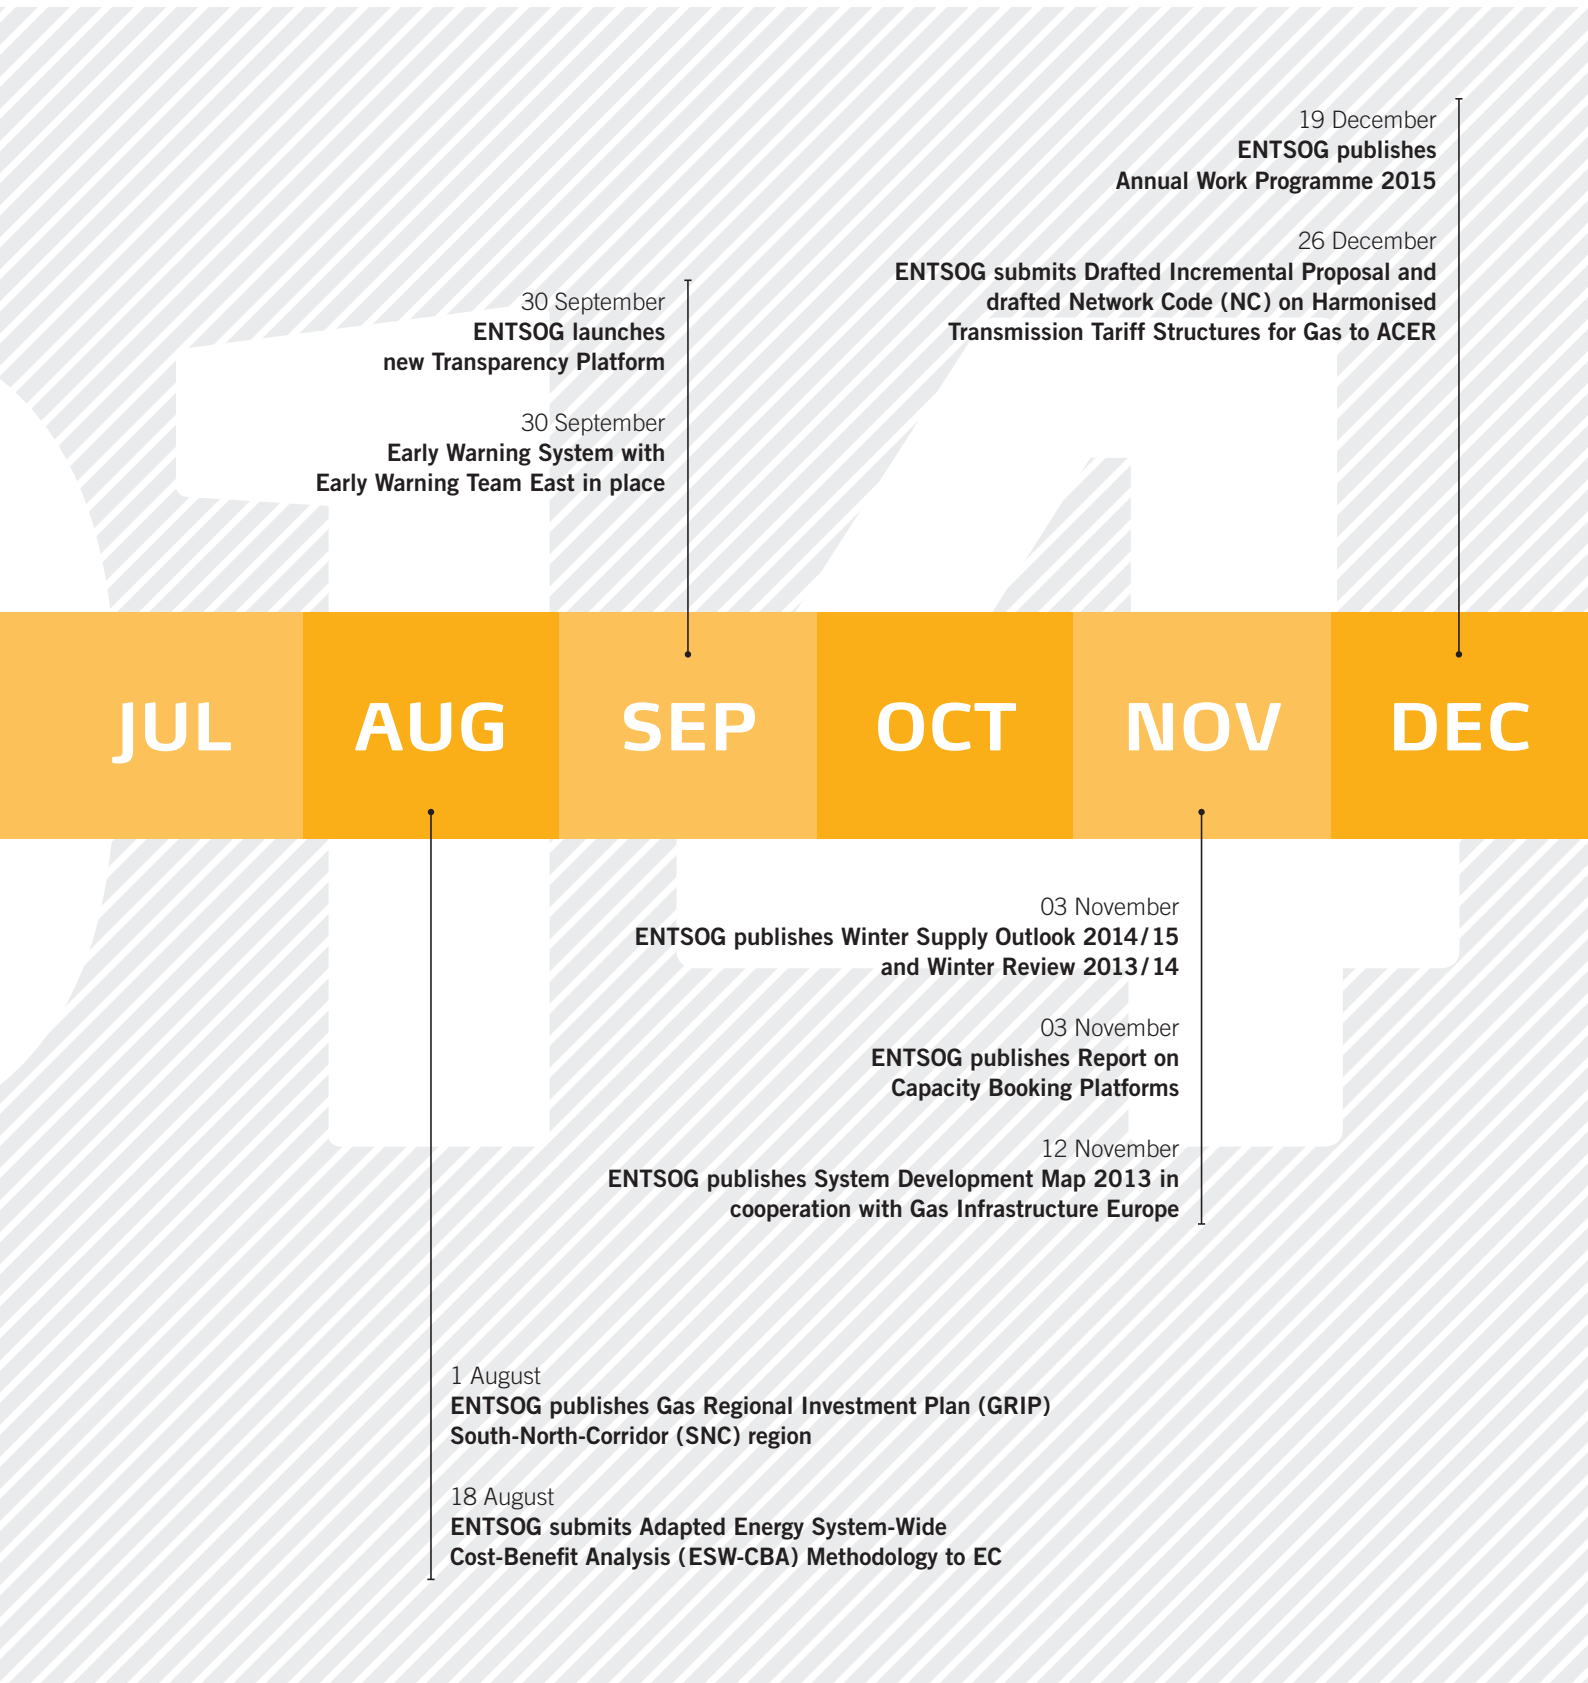 19 December
ENTSOG publishes
Annual Work Programme 2015
26 December
ENTSOG submits Drafted Incremental Proposal and
drafted Network Code (NC) on Harmonised
Transmission Tariff Structures for Gas to ACER
30 September
ENTSOG launches
new Transparency Platform
30 September
Early Warning System with
Early Warning Team East in place
JUL AUG SEP OCT NOV DEC
03 November
ENTSOG publishes Winter Supply Outlook 2014/15
and Winter Review 2013/14
03 November
ENTSOG publishes Report on
Capacity Booking Platforms
12 November
ENTSOG publishes System Development Map 2013 in
cooperation with Gas Infrastructure Europe
1 August
ENTSOG publishes Gas Regional Investment Plan (GRIP)
South-North-Corridor (SNC) region
18 August
ENTSOG submits Adapted Energy System-Wide
Cost-Benefit Analysis (ESW-CBA) Methodology to EC